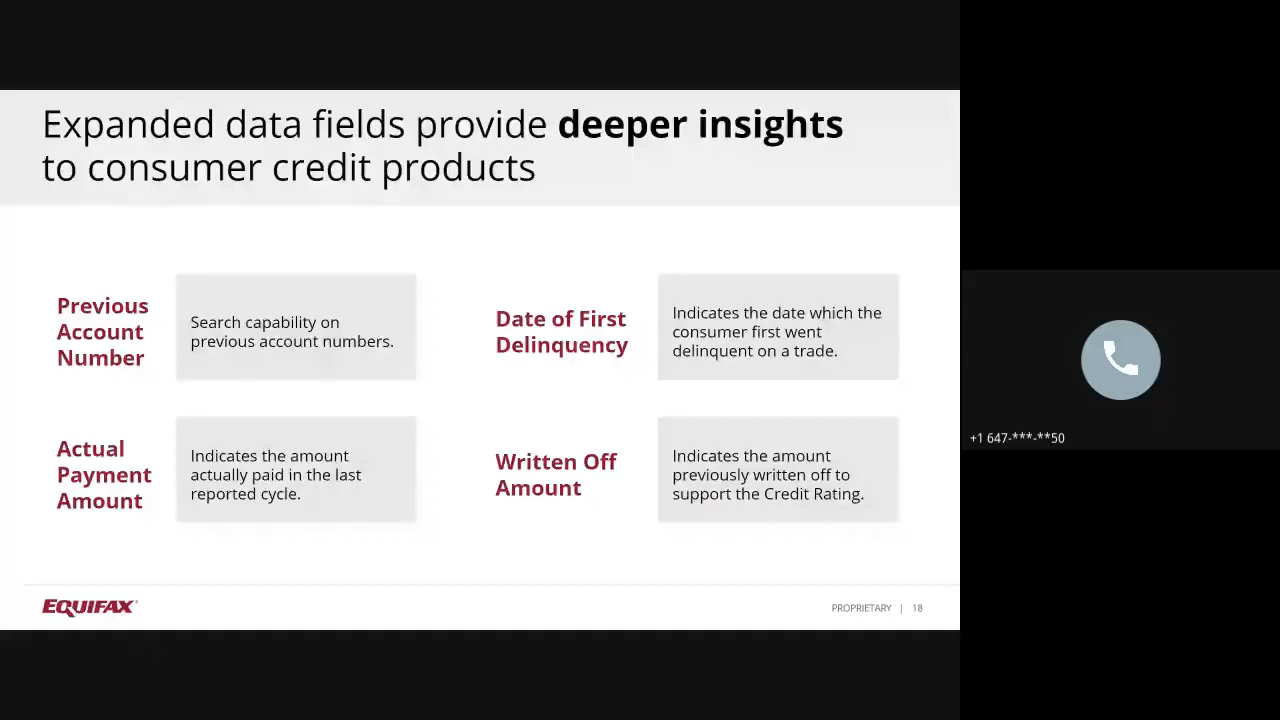 Expanded data fields provide deeper insights
to consumer credit products
Previous
Account
Number
Search capability on
previous account numbers.
Date of First
Delinquency
Indicates the date which the
consumer first went
delinquent on a trade.
Actual
Payment
Amount
Indicates the amount
actually paid in the last
reported cycle.
Written Off
Amount
Indicates the amount
previously written off to
support the Credit Rating.
EQUIFAX
PROPRIETARY | 18
+1 647-***-**50